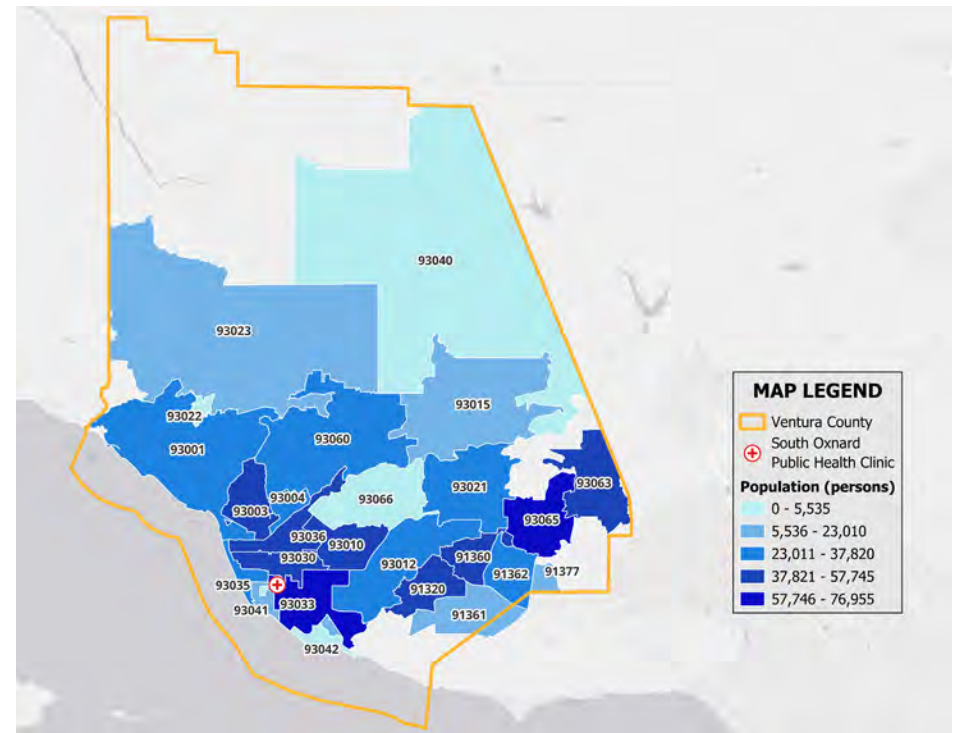 93040
93023
93015
93022
93001
93060
93066
93021
93063
93004
93003
93065
93036
93010
93030
93012
91360
91362
91377
93035
91320
93041
93033
91361
93042
MAP LEGEND
Ventura County
South Oxnard
Public Health Clinic
Population (persons)
0 - 5,535
5,536 - 23,010
23,011 - 37,820
37,821 - 57,745
57,746 - 76,955